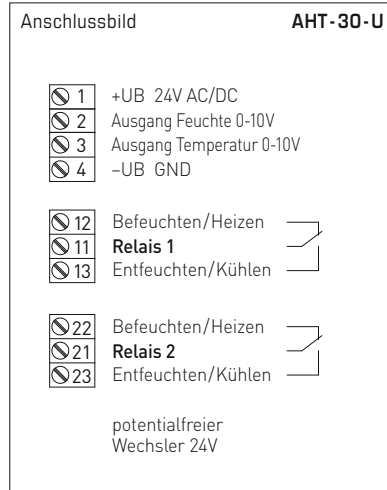 Anschlussbild AHT-30-U
1 +UB 24V AC/DC
2 Ausgang Feuchte 0-10V
3 Ausgang Temperatur 0-10V
4 –UB GND
12 Befeuchten/Heizen
11 Relais 1
13 Entfeuchten/Kühlen
22 Befeuchten/Heizen
21 Relais 2
23 Entfeuchten/Kühlen
potentialfreier
Wechsler 24V